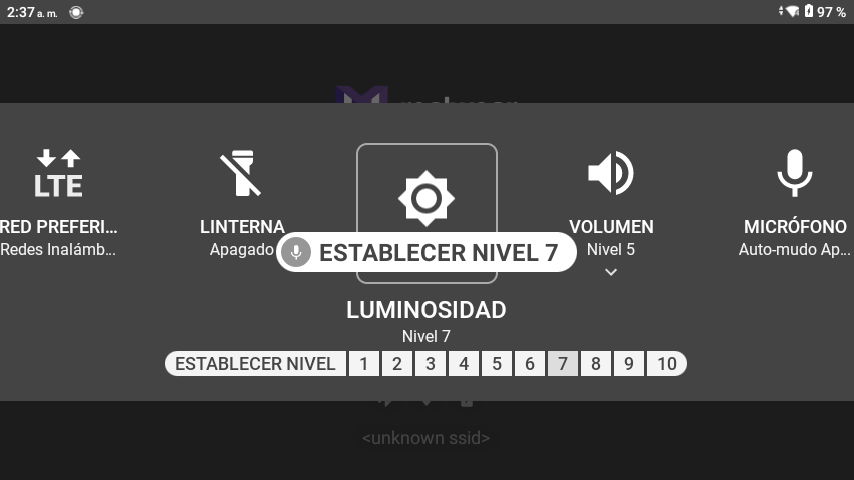 2:37 a. m.
97 %
RED PREFERI...
Redes Inalámb...
LINTERNA
Apagado
VOLUMEN
Nivel 5
MICRÓFONO
Auto-mudo Ap...
ESTABLECER NIVEL 7
LUMINOSIDAD
Nivel 7
ESTABLECER NIVEL 1 2 3 4 5 6 7 8 9 10
<unknown ssid>
LTE